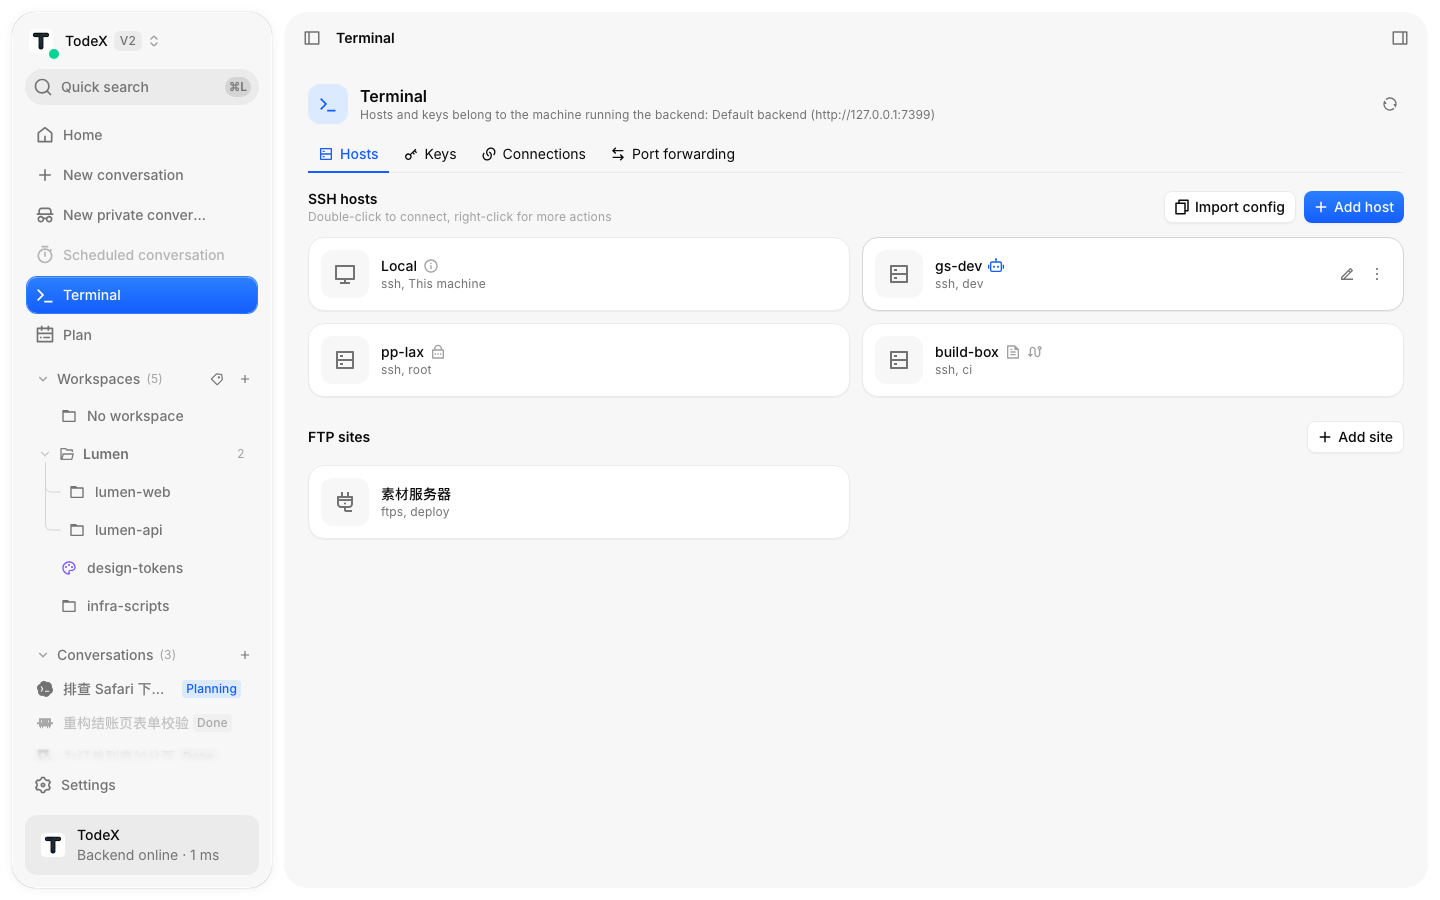 TodeX V2
Quick search ⌘L
Home
New conversation
New private conver...
Scheduled conversation
Terminal
Plan
Workspaces (5)
No workspace
Lumen 2
lumen-web
lumen-api
design-tokens
infra-scripts
Conversations (3)
排查 Safari 下... Planning
重构结账页表单校验 Done
Settings
TodeX
Backend online · 1 ms
Terminal
Terminal
Hosts and keys belong to the machine running the backend: Default backend (http://127.0.0.1:7399)
Hosts Keys Connections Port forwarding
SSH hosts
Double-click to connect, right-click for more actions
Import config
Add host
Local
ssh, This machine
gs-dev
ssh, dev
pp-lax
ssh, root
build-box
ssh, ci
FTP sites
Add site
素材服务器
ftps, deploy